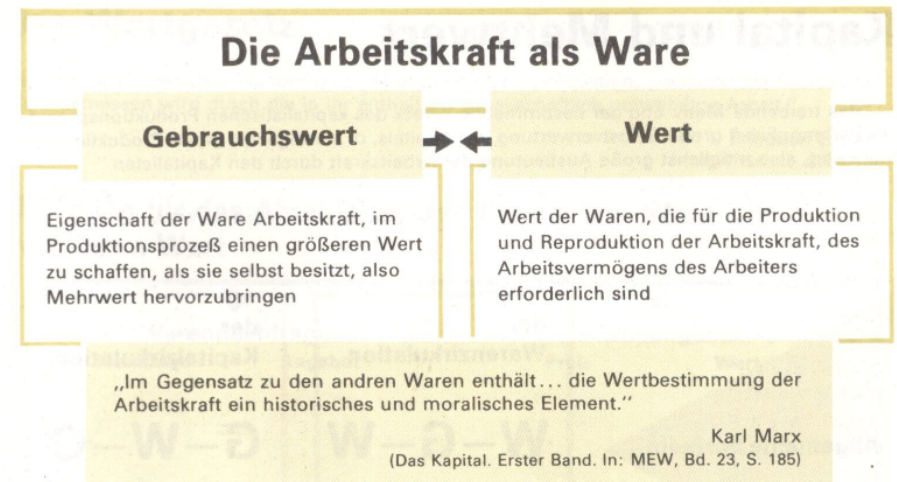 Die Arbeitskraft als Ware
Gebrauchswert
Wert
Eigenschaft der Ware Arbeitskraft, im
Produktionsprozeß einen größeren Wert
zu schaffen, als sie selbst besitzt, also
Mehrwert hervorzubringen
Wert der Waren, die für die Produktion
und Reproduktion der Arbeitskraft, des
Arbeitsvermögens des Arbeiters
erforderlich sind
„Im Gegensatz zu den andren Waren enthält... die Wertbestimmung der
Arbeitskraft ein historisches und moralisches Element.“
Karl Marx
(Das Kapital. Erster Band. In: MEW, Bd. 23, S. 185)